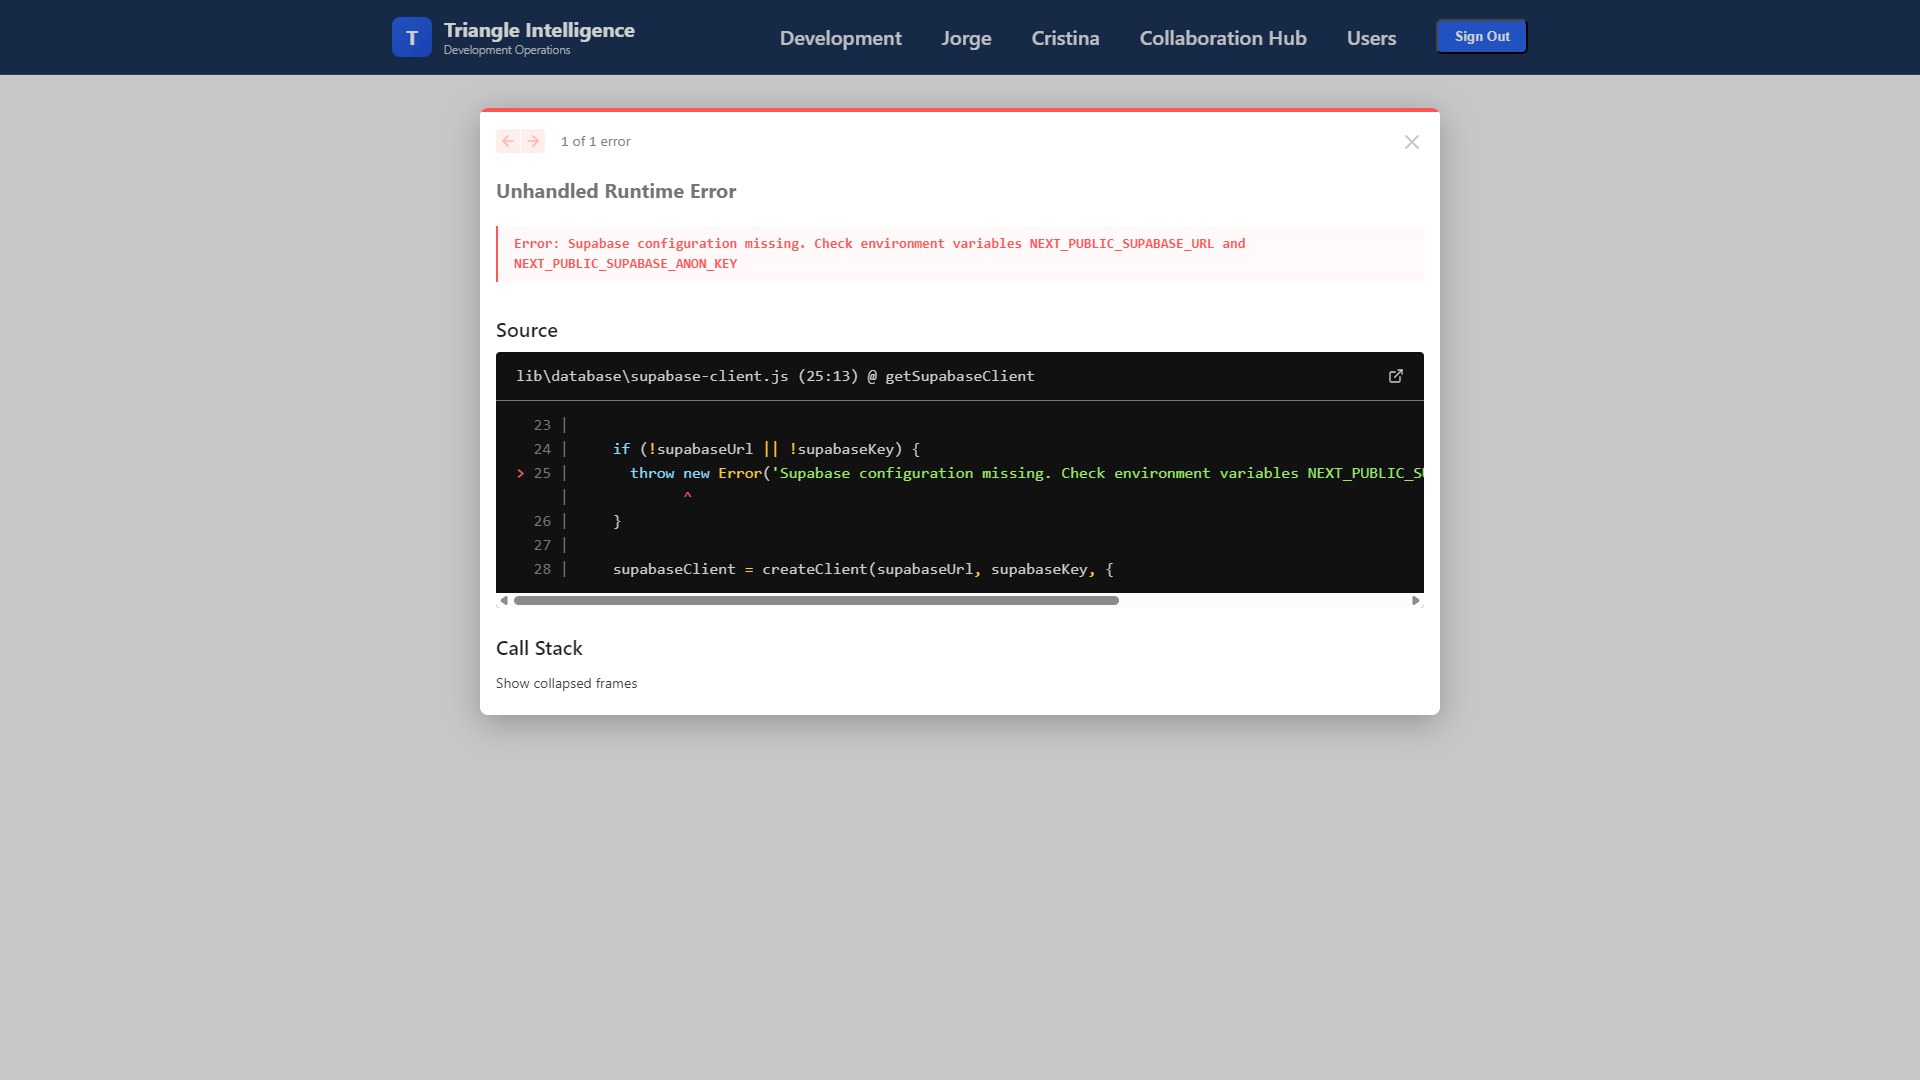 T
Triangle Intelligence
Development Operations
Development
Jorge
Cristina
Collaboration Hub
Users
Sign Out
1 of 1 error
Unhandled Runtime Error
Error: Supabase configuration missing. Check environment variables NEXT_PUBLIC_SUPABASE_URL and
NEXT_PUBLIC_SUPABASE_ANON_KEY
Source
lib\database\supabase-client.js (25:13) @ getSupabaseClient
23 |
24 |     if (!supabaseUrl || !supabaseKey) {
> 25 |       throw new Error('Supabase configuration missing. Check environment variables NEXT_PUBLIC_S
|             ^
26 |     }
27 |
28 |     supabaseClient = createClient(supabaseUrl, supabaseKey, {
Call Stack
Show collapsed frames